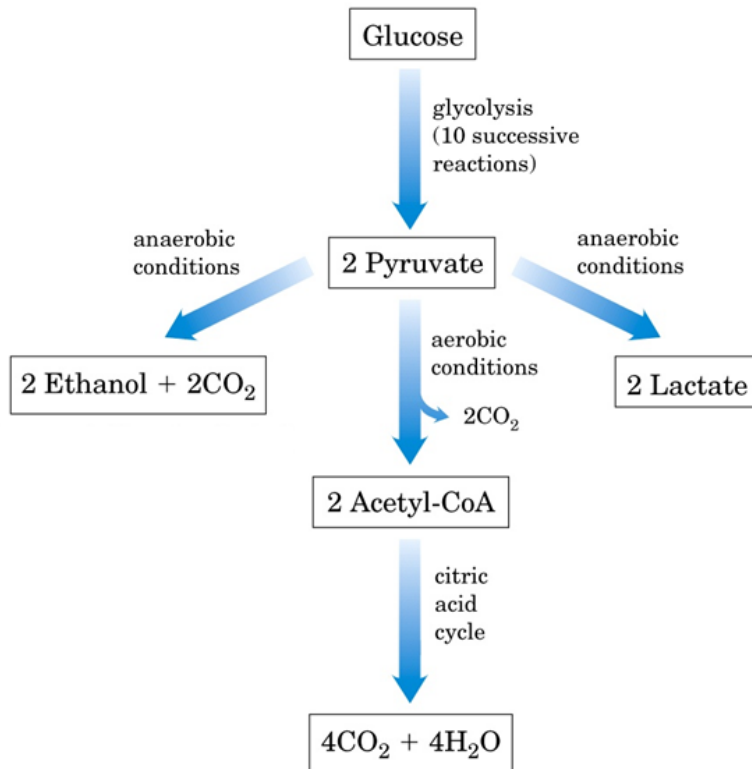 Glucose
glycolysis
(10 successive
reactions)
anaerobic
conditions
2 Pyruvate
anaerobic
conditions
2 Ethanol + 2CO₂
aerobic
conditions
2CO₂
2 Lactate
2 Acetyl-CoA
citric
acid
cycle
4CO₂ + 4H₂O